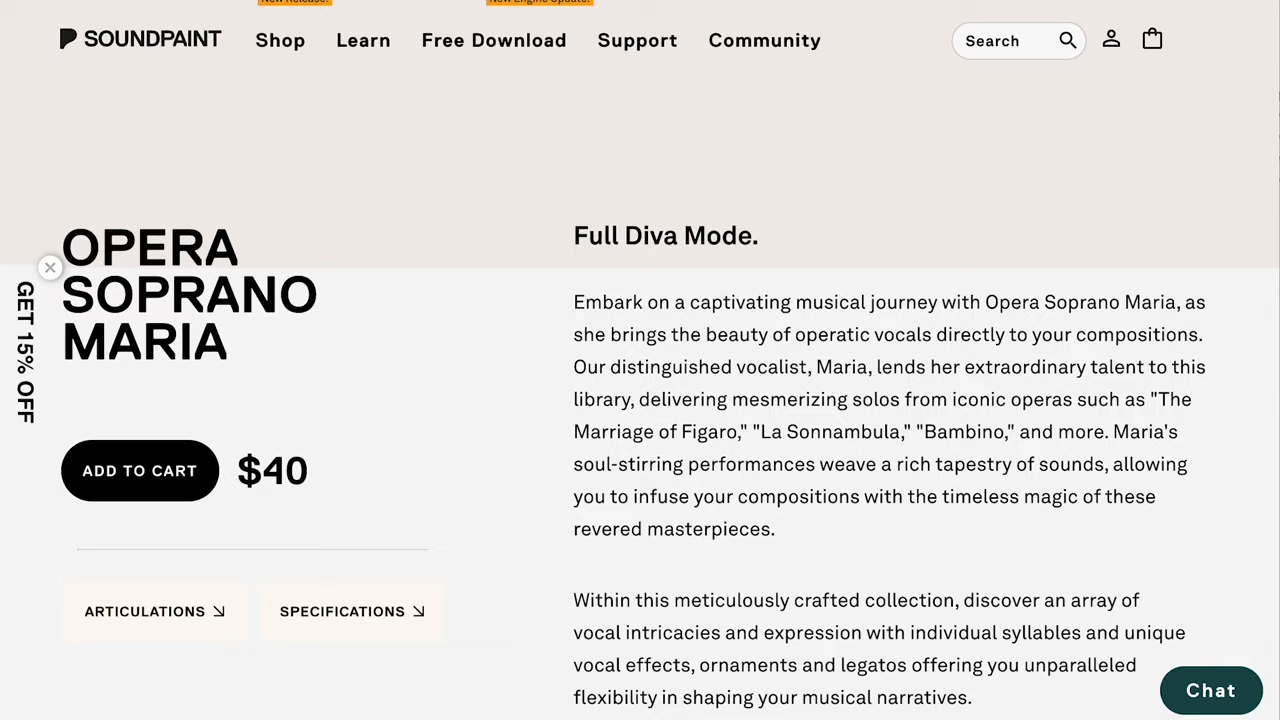 New Release!
New Engine Update!
SOUNDPAINT
Shop
Learn
Free Download
Support
Community
Search
OPERA
SOPRANO
MARIA
GET 15% OFF
ADD TO CART
$40
ARTICULATIONS
SPECIFICATIONS
Full Diva Mode.
Embark on a captivating musical journey with Opera Soprano Maria, as
she brings the beauty of operatic vocals directly to your compositions.
Our distinguished vocalist, Maria, lends her extraordinary talent to this
library, delivering mesmerizing solos from iconic operas such as "The
Marriage of Figaro," "La Sonnambula," "Bambino," and more. Maria's
soul-stirring performances weave a rich tapestry of sounds, allowing
you to infuse your compositions with the timeless magic of these
revered masterpieces.
Within this meticulously crafted collection, discover an array of
vocal intricacies and expression with individual syllables and unique
vocal effects, ornaments and legatos offering you unparalleled
flexibility in shaping your musical narratives.
Chat